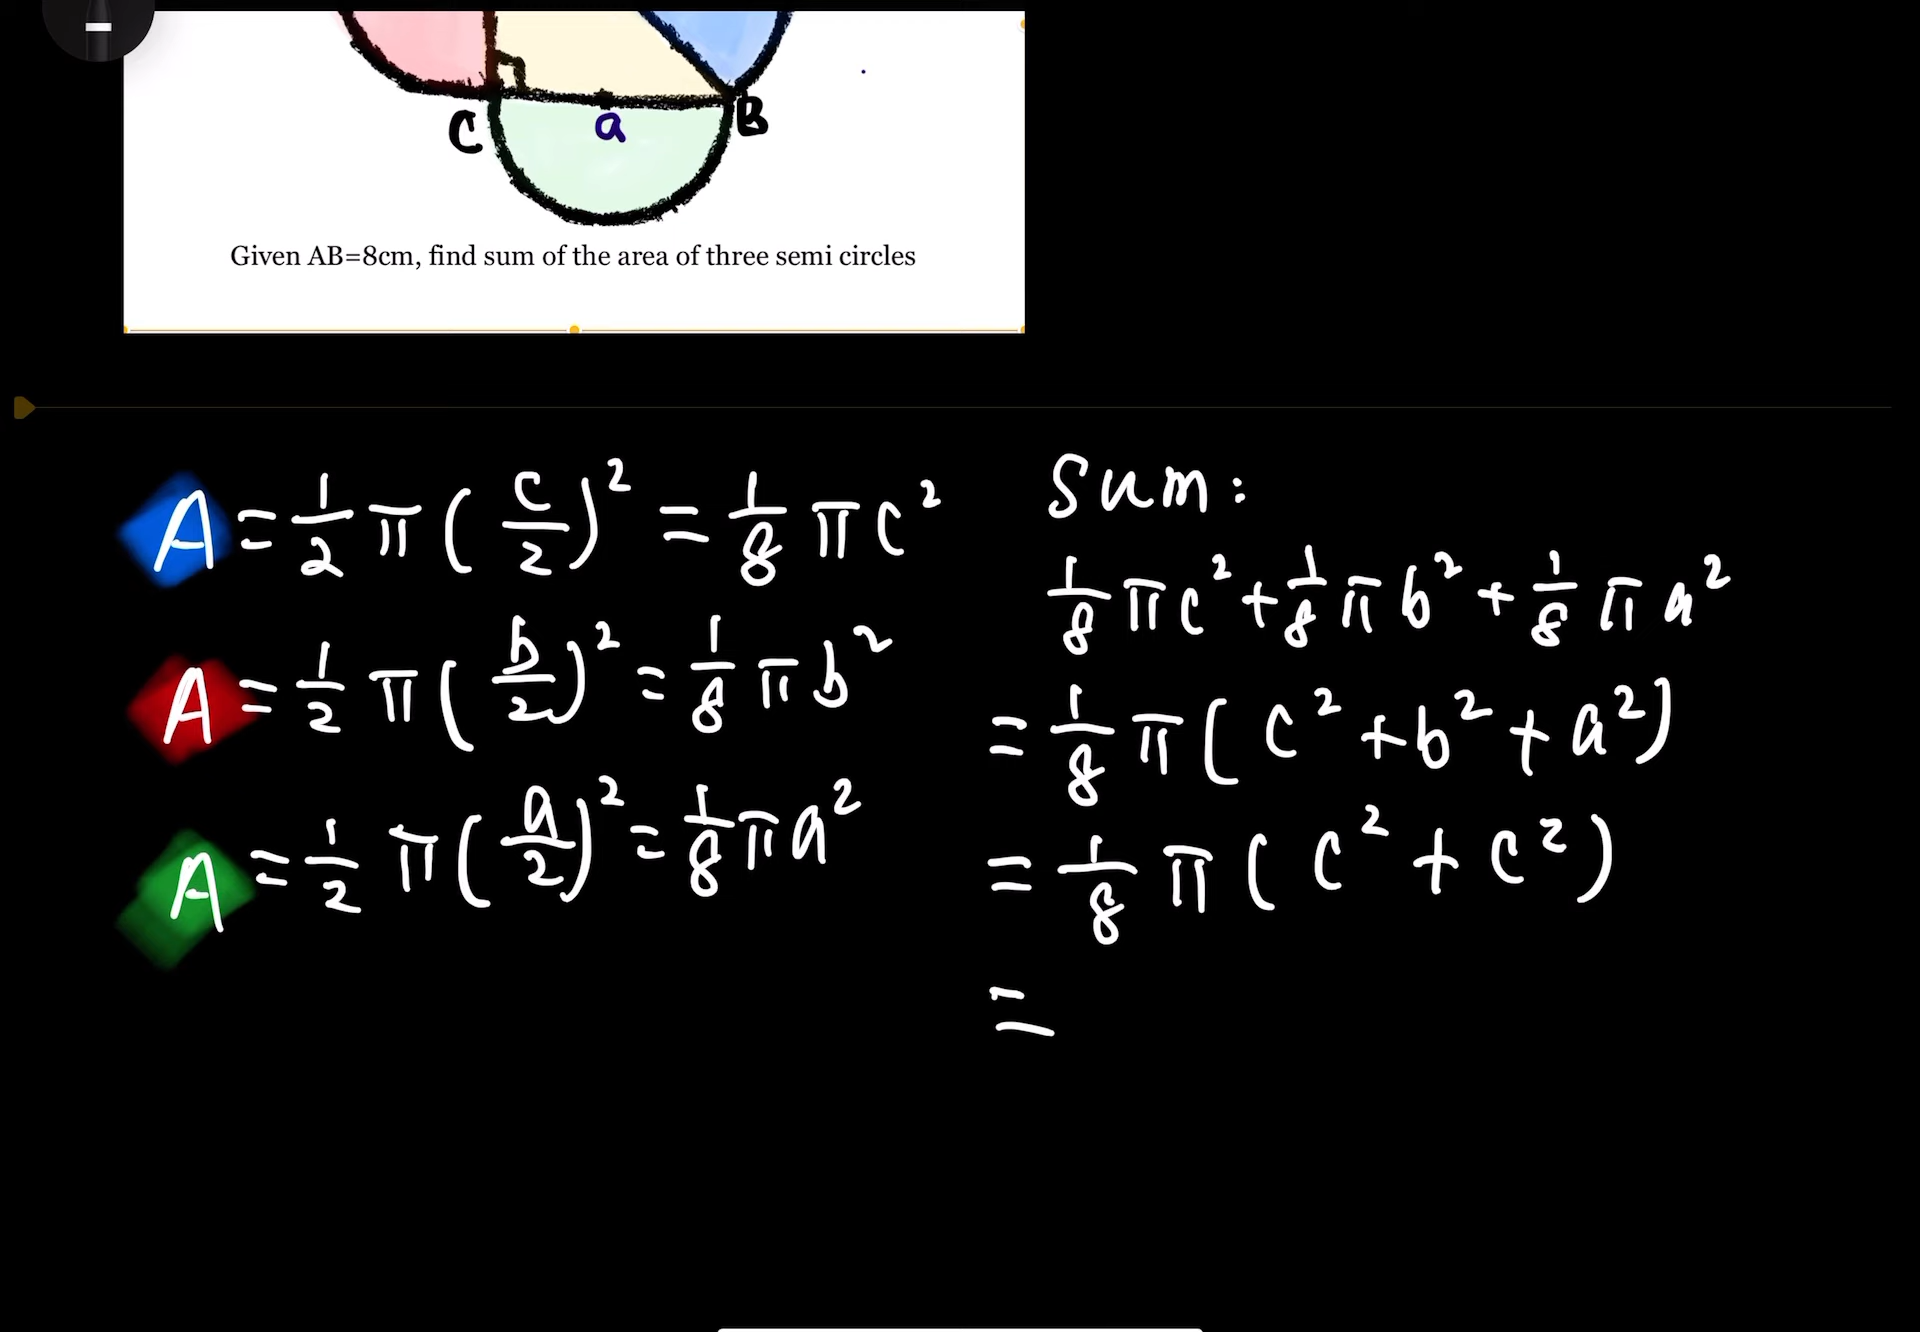 C
a
B
Given AB=8cm, find sum of the area of three semi circles
A = 1/2 π (c/2)² = 1/8 π c²
A = 1/2 π (b/2)² = 1/8 π b²
A = 1/2 π (a/2)² = 1/8 π a²
Sum:
1/8 π c² + 1/8 π b² + 1/8 π a²
= 1/8 π ( c² + b² + a²)
= 1/8 π ( c² + c²)
=